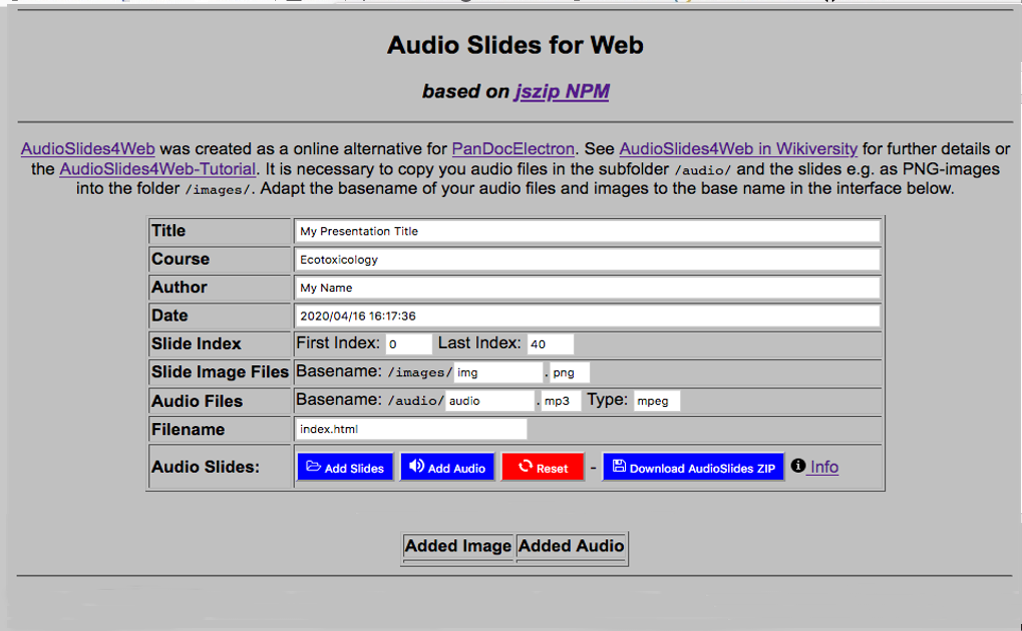 Audio Slides for Web
based on jszip NPM
AudioSlides4Web was created as a online alternative for PanDocElectron. See AudioSlides4Web in Wikiversity for further details or
the AudioSlides4Web-Tutorial. It is necessary to copy you audio files in the subfolder /audio/ and the slides e.g. as PNG-images
into the folder /images/. Adapt the basename of your audio files and images to the base name in the interface below.
Title My Presentation Title
Course Ecotoxicology
Author My Name
Date 2020/04/16 16:17:36
Slide Index First Index: 0 Last Index: 40
Slide Image Files Basename: /images/ img . png
Audio Files Basename: /audio/ audio . mp3 Type: mpeg
Filename index.html
Audio Slides: Add Slides Add Audio Reset - Download AudioSlides ZIP Info
Added Image Added Audio